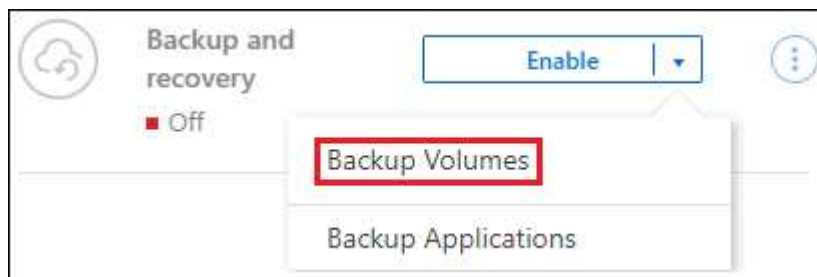 Backup and
recovery
Enable
Off
Backup Volumes
Backup Applications